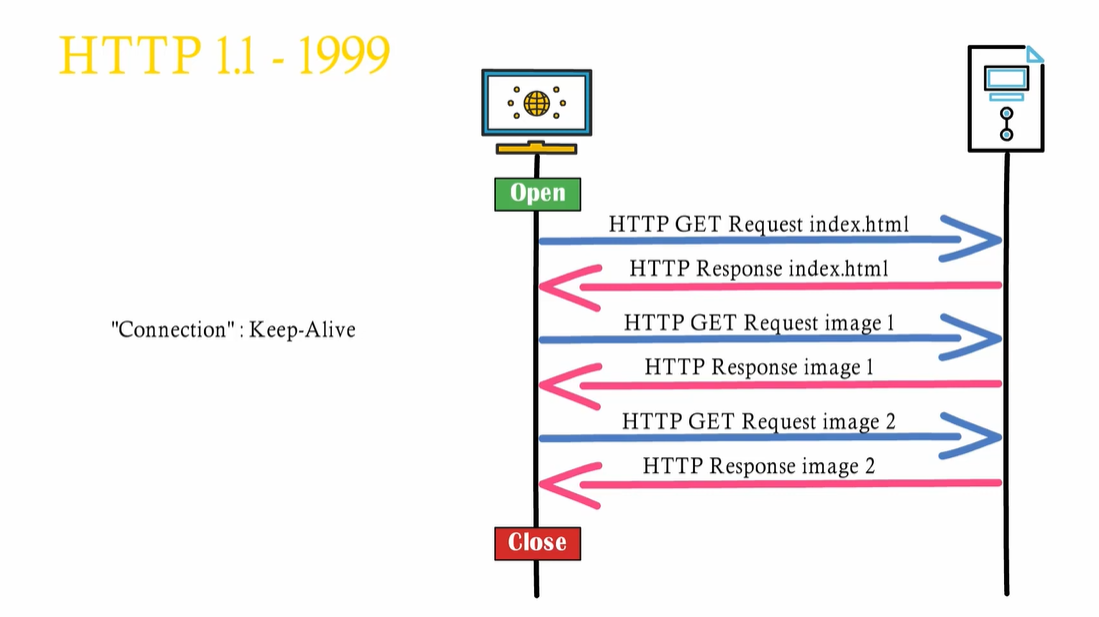 HTTP 1.1 - 1999
Open
HTTP GET Request index.html
HTTP Response index.html
"Connection" : Keep-Alive
HTTP GET Request image 1
HTTP Response image 1
HTTP GET Request image 2
HTTP Response image 2
Close